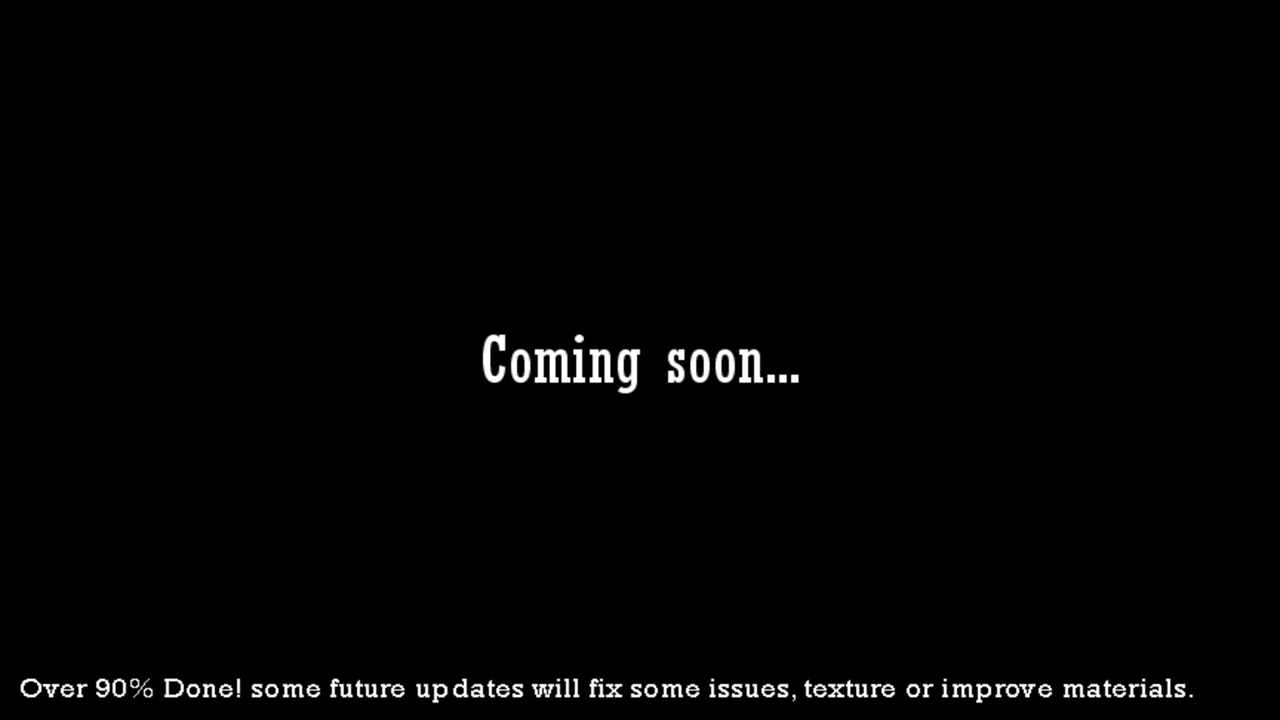 Coming soon...
Over 90% Done! some future updates will fix some issues, texture or improve materials.